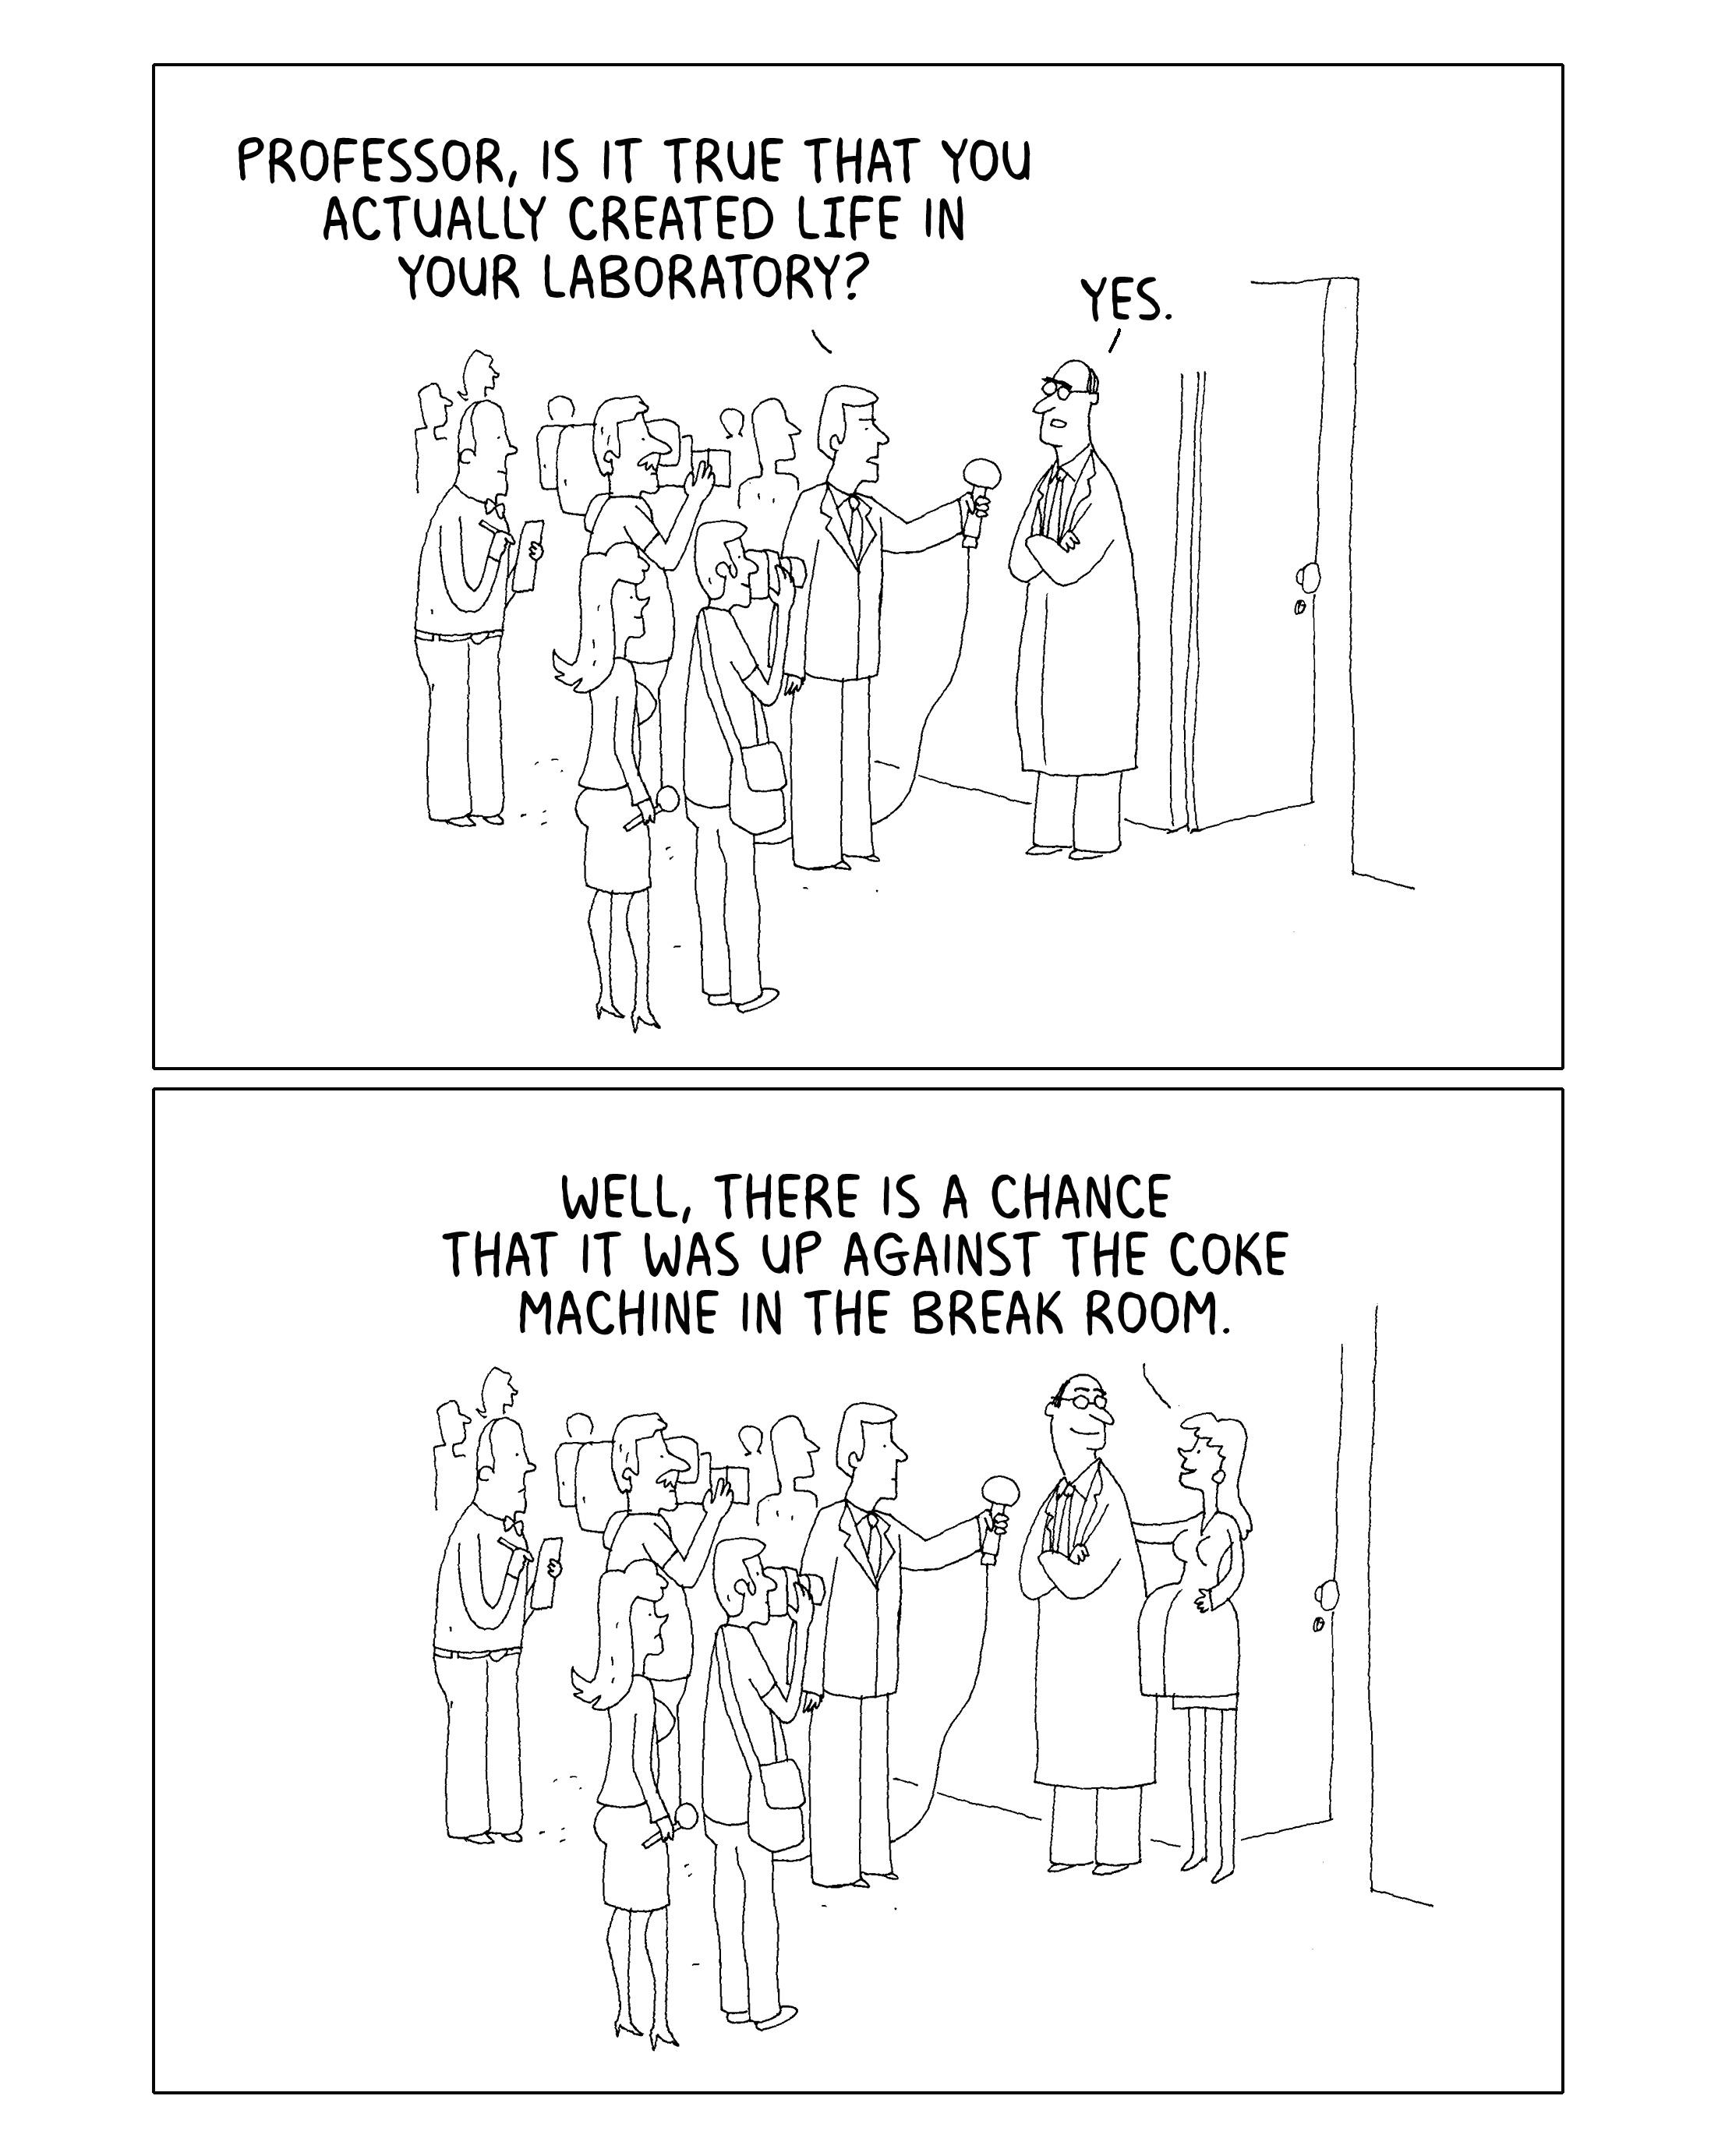 PROFESSOR, IS IT TRUE THAT YOU
ACTUALLY CREATED LIFE IN
YOUR LABORATORY?
YES.
WELL, THERE IS A CHANCE
THAT IT WAS UP AGAINST THE COKE
MACHINE IN THE BREAK ROOM.